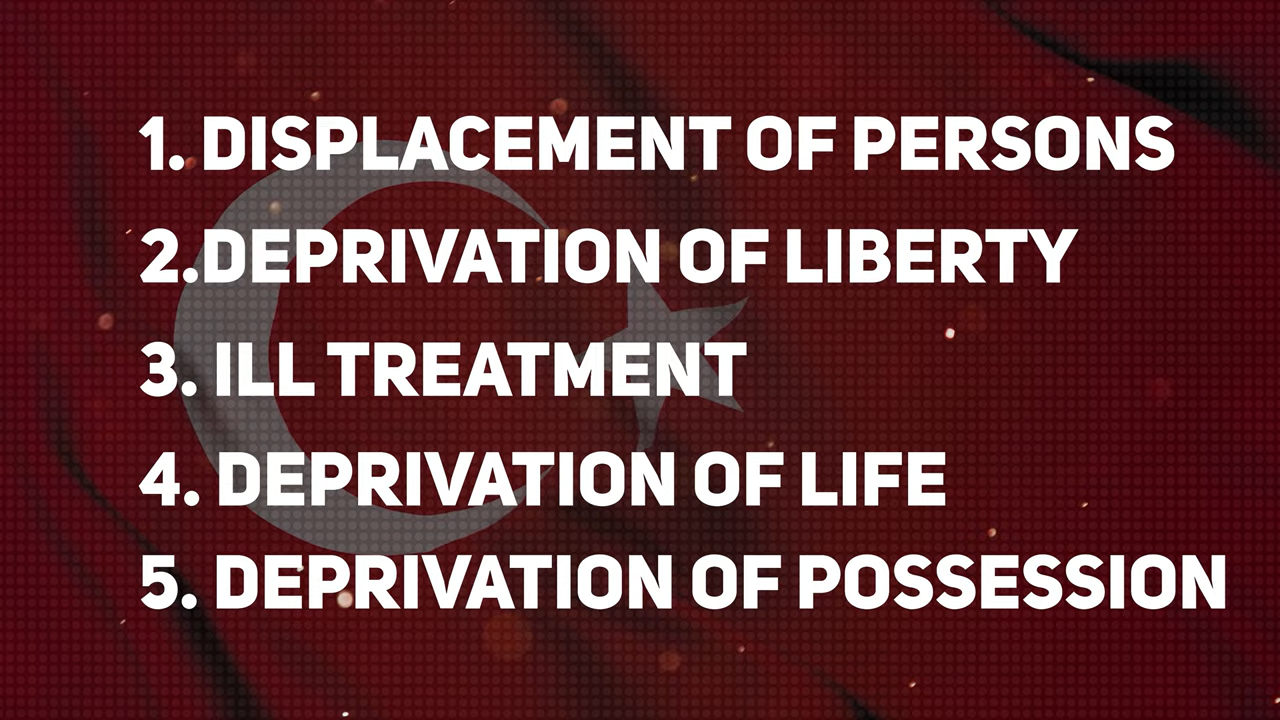 1. DISPLACEMENT OF PERSONS
2.DEPRIVATION OF LIBERTY
3. ILL TREATMENT
4. DEPRIVATION OF LIFE
5. DEPRIVATION OF POSSESSION